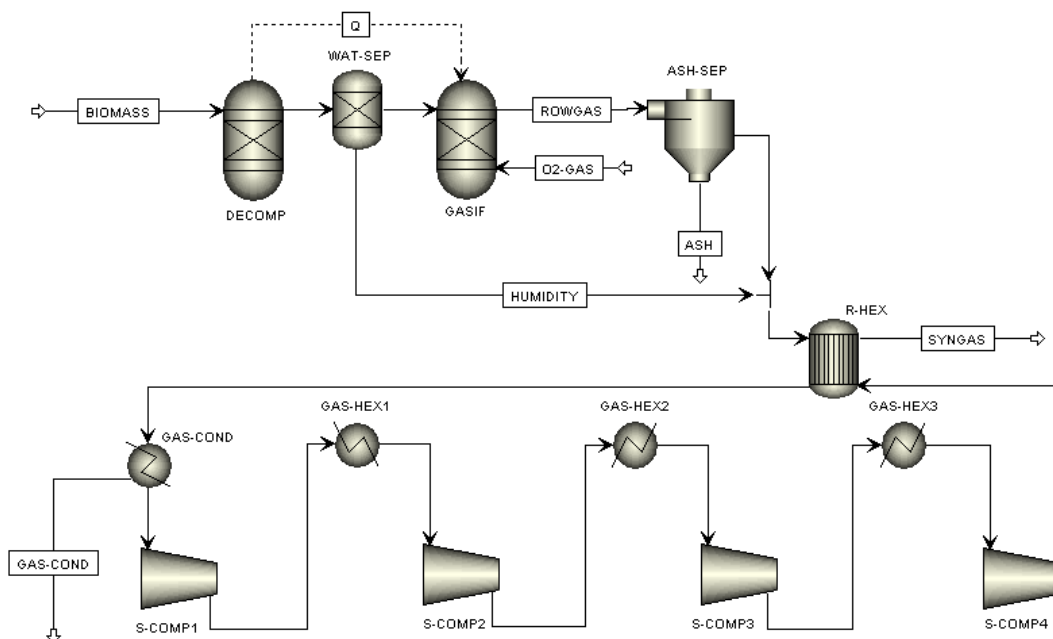 Q
WAT-SEP
ASH-SEP
BIOMASS
ROWGAS
O2-GAS
DECOMP
GASIF
ASH
HUMIDITY
R-HEX
SYNGAS
GAS-HEX1
GAS-HEX2
GAS-HEX3
GAS-COND
GAS-COND
S-COMP1
S-COMP2
S-COMP3
S-COMP4